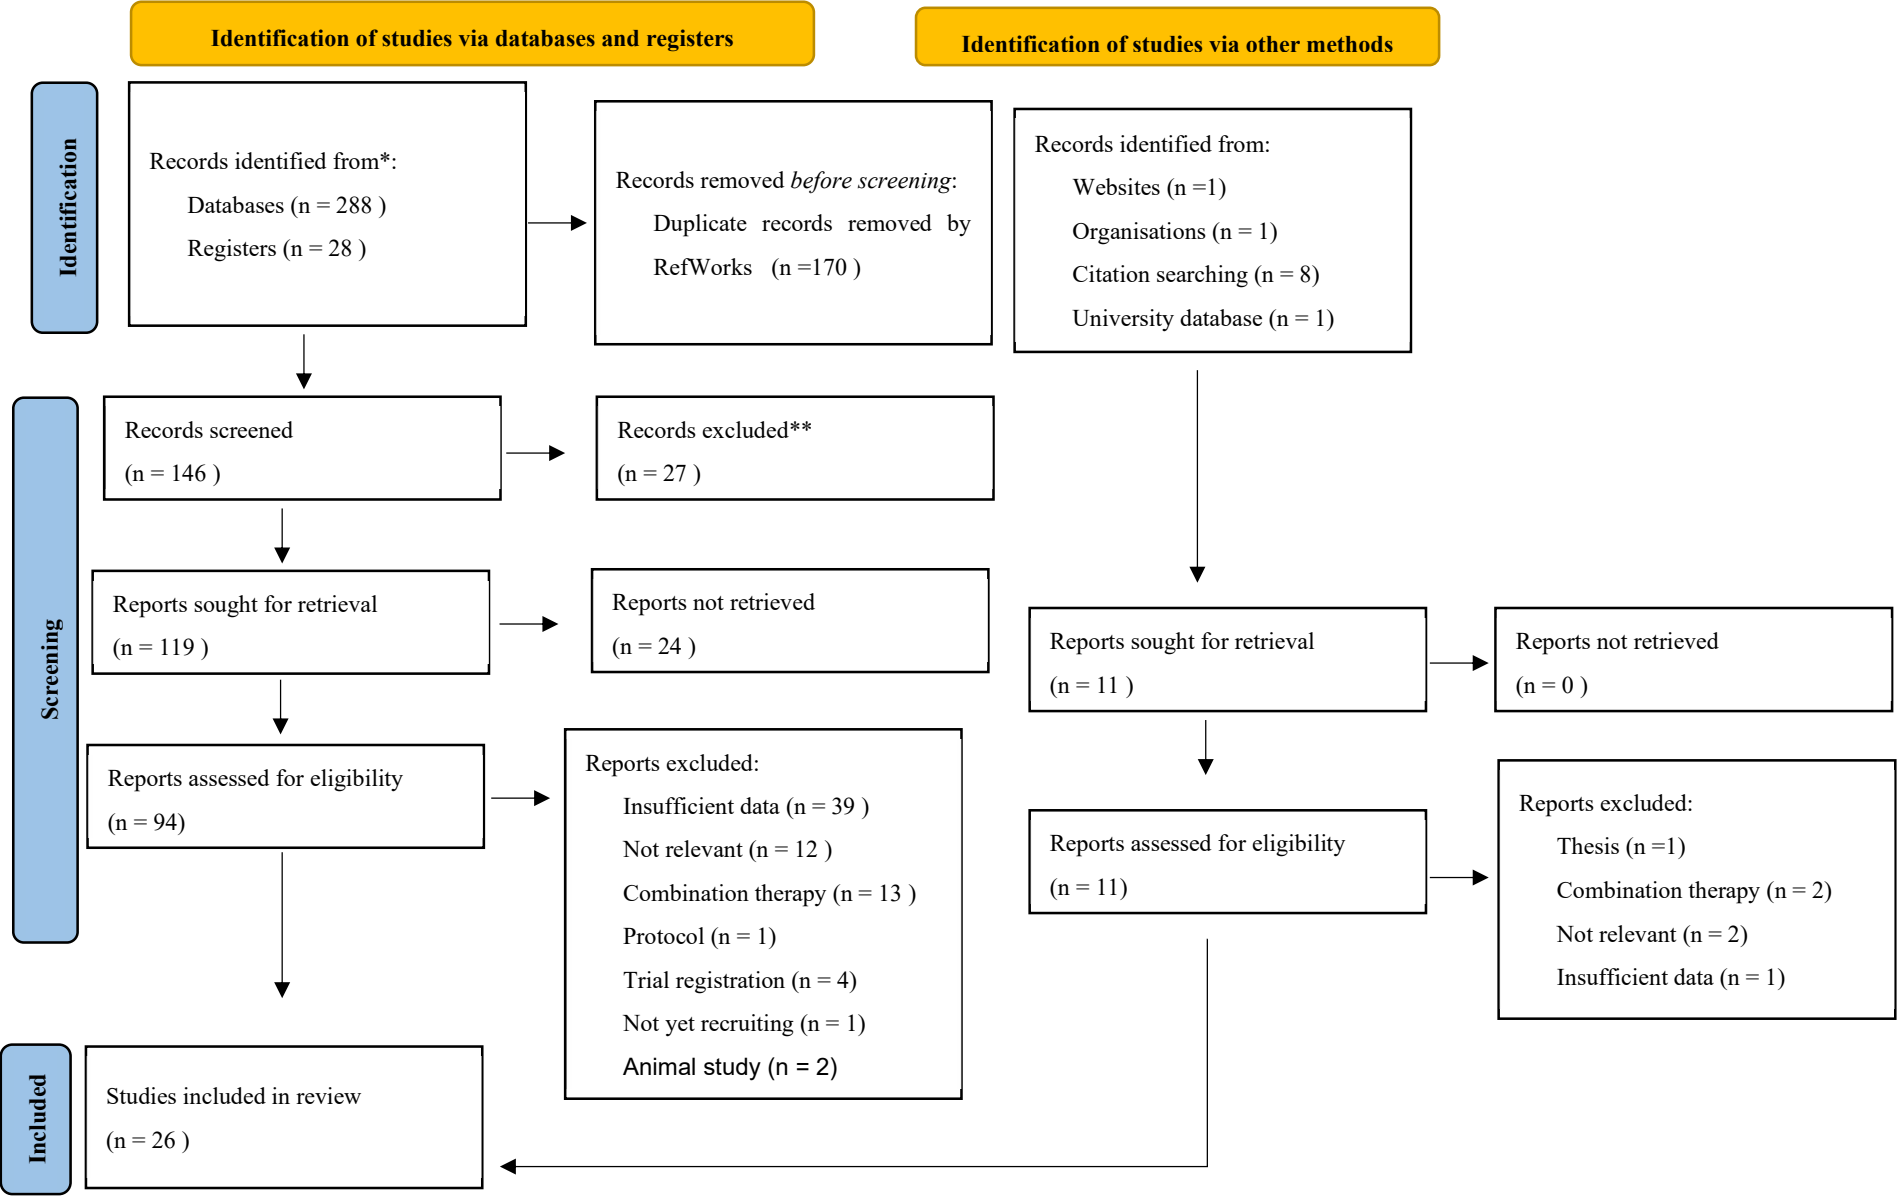 Identification of studies via databases and registers
Identification of studies via other methods
Identification
Records identified from*:
Databases (n = 288 )
Registers (n = 28 )
Records removed before screening:
Duplicate records removed by
RefWorks (n =170 )
Records identified from:
Websites (n =1)
Organisations (n = 1)
Citation searching (n = 8)
University database (n = 1)
Screening
Records screened
(n = 146 )
Records excluded**
(n = 27 )
Reports sought for retrieval
(n = 119 )
Reports not retrieved
(n = 24 )
Reports sought for retrieval
(n = 11 )
Reports not retrieved
(n = 0 )
Reports assessed for eligibility
(n = 94)
Reports excluded:
Insufficient data (n = 39 )
Not relevant (n = 12 )
Combination therapy (n = 13 )
Protocol (n = 1)
Trial registration (n = 4)
Not yet recruiting (n = 1)
Animal study (n = 2)
Reports assessed for eligibility
(n = 11)
Reports excluded:
Thesis (n =1)
Combination therapy (n = 2)
Not relevant (n = 2)
Insufficient data (n = 1)
Included
Studies included in review
(n = 26 )